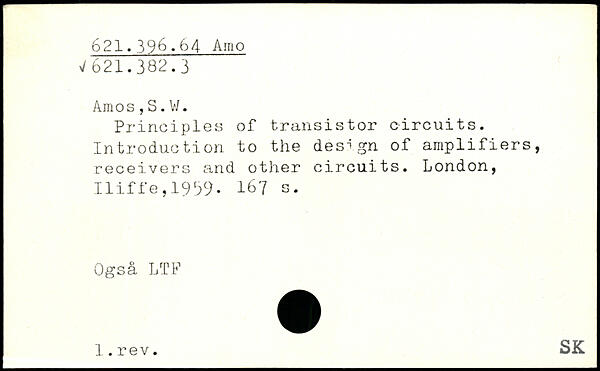 621.396.64 Amo
√621.382.3
Amos,S.W.
Principles of transistor circuits.
Introduction to the design of amplifiers,
receivers and other circuits. London,
Iliffe,1959. 167 s.
Også LTF
1.rev.
SK